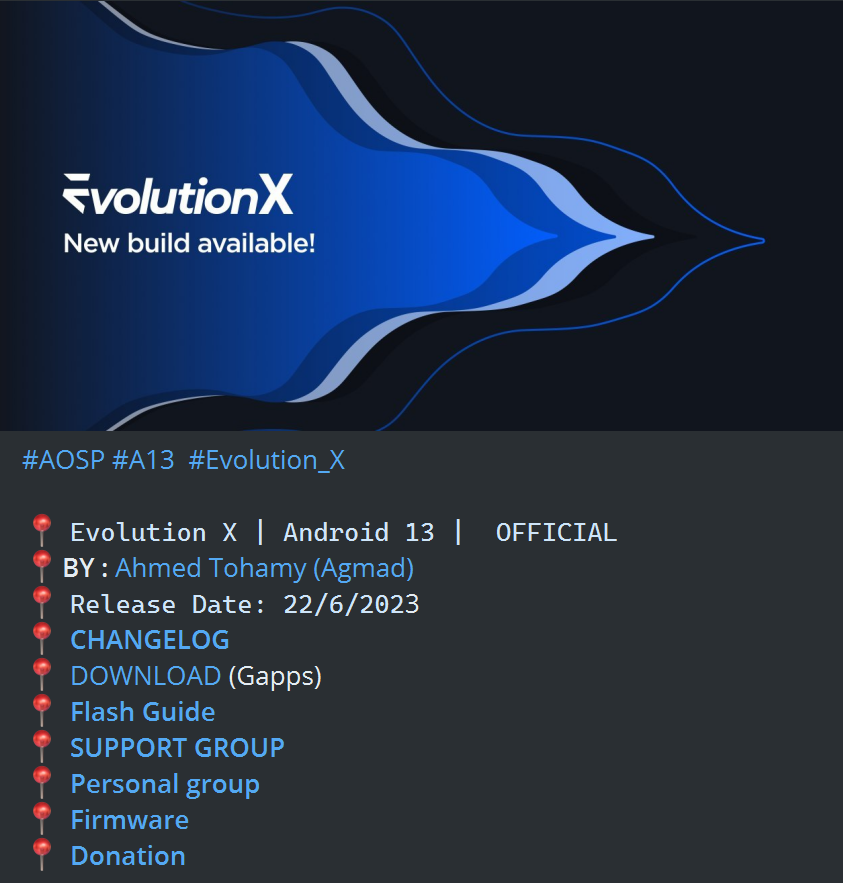 EvolutionX
New build available!
#AOSP #A13 #Evolution_X
📍 Evolution X | Android 13 | OFFICIAL
📍 BY : Ahmed Tohamy (Agmad)
📍 Release Date: 22/6/2023
📍 CHANGELOG
📍 DOWNLOAD (Gapps)
📍 Flash Guide
📍 SUPPORT GROUP
📍 Personal group
📍 Firmware
📍 Donation